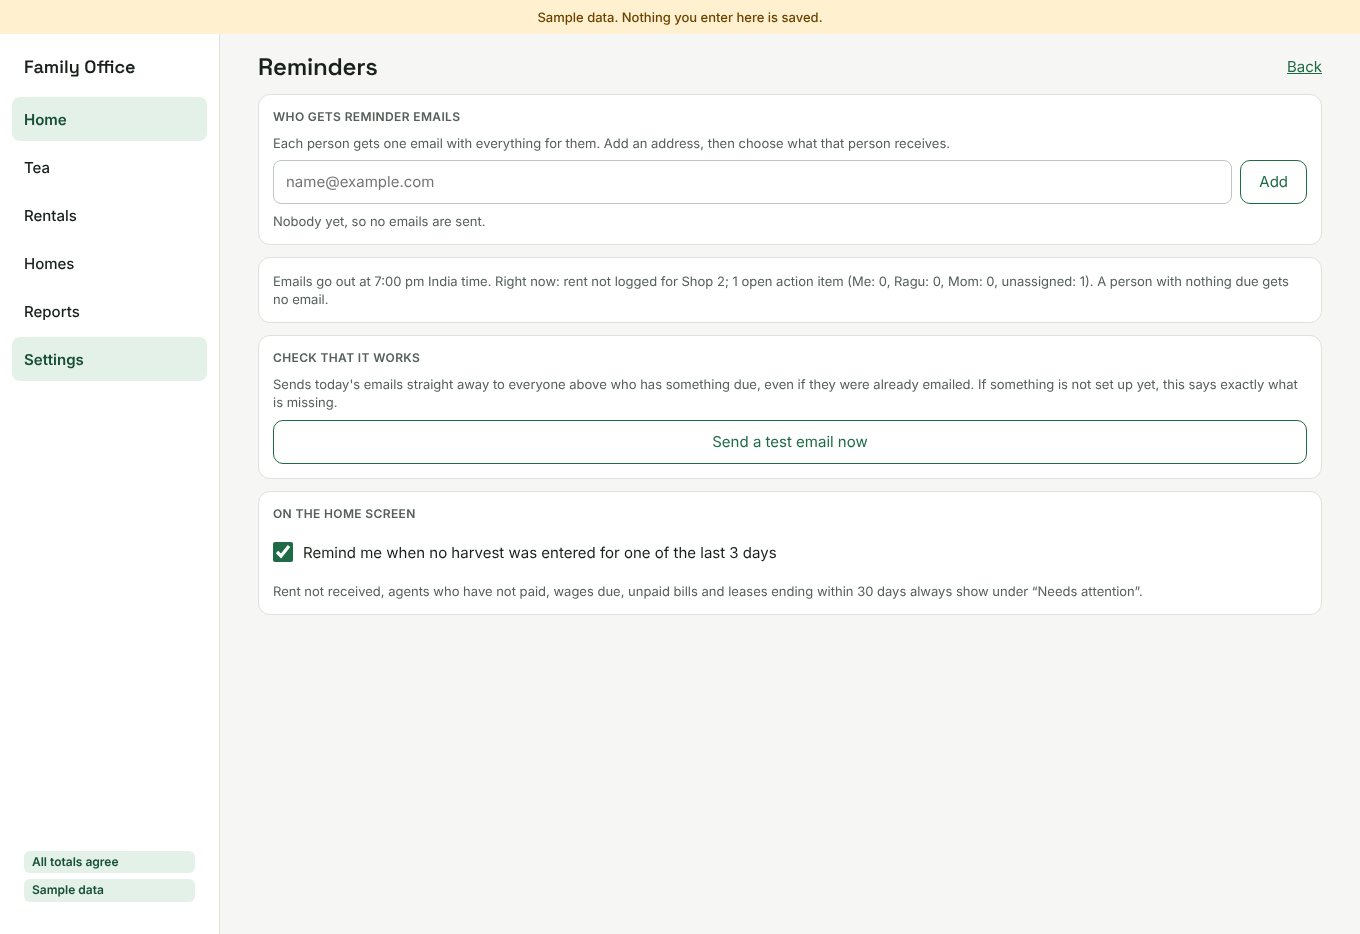 Sample data. Nothing you enter here is saved.
Family Office
Home
Tea
Rentals
Homes
Reports
Settings
All totals agree
Sample data
Reminders
Back
WHO GETS REMINDER EMAILS
Each person gets one email with everything for them. Add an address, then choose what that person receives.
name@example.com
Add
Nobody yet, so no emails are sent.
Emails go out at 7:00 pm India time. Right now: rent not logged for Shop 2; 1 open action item (Me: 0, Ragu: 0, Mom: 0, unassigned: 1). A person with nothing due gets
no email.
CHECK THAT IT WORKS
Sends today's emails straight away to everyone above who has something due, even if they were already emailed. If something is not set up yet, this says exactly what
is missing.
Send a test email now
ON THE HOME SCREEN
Remind me when no harvest was entered for one of the last 3 days
Rent not received, agents who have not paid, wages due, unpaid bills and leases ending within 30 days always show under “Needs attention”.